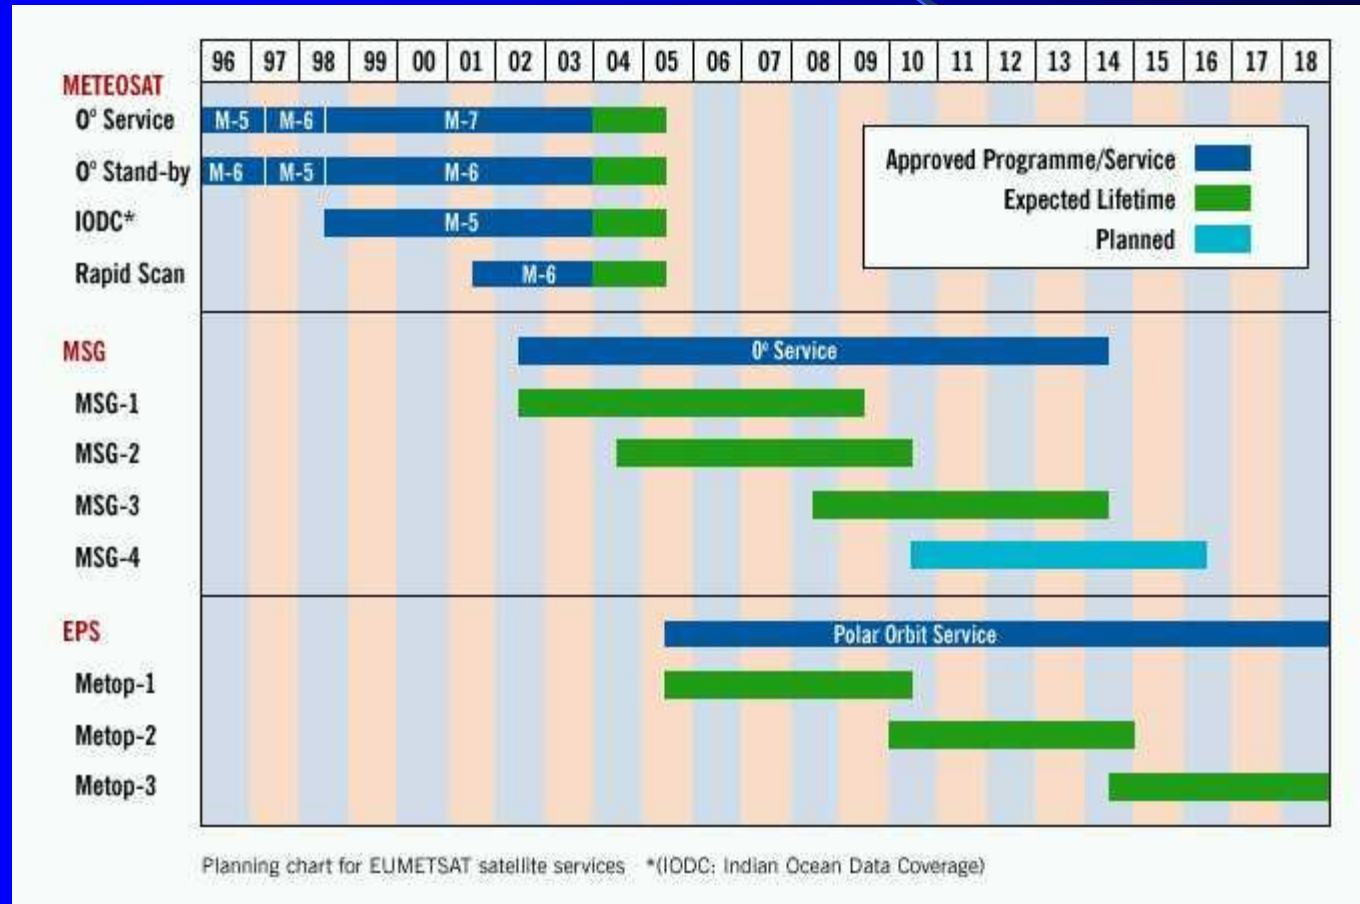 96 97 98 99 00 01 02 03 04 05 06 07 08 09 10 11 12 13 14 15 16 17 18
METEOSAT
0° Service M-5 M-6 M-7
0° Stand-by M-6 M-5 M-6
IODC* M-5
Rapid Scan M-6
Approved Programme/Service
Expected Lifetime
Planned
MSG 0° Service
MSG-1
MSG-2
MSG-3
MSG-4
EPS Polar Orbit Service
Metop-1
Metop-2
Metop-3
Planning chart for EUMETSAT satellite services *(IODC: Indian Ocean Data Coverage)